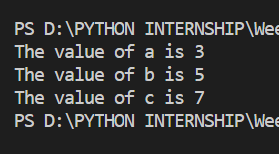 PS D:\PYTHON INTERNSHIP\Wee
The value of a is 3
The value of b is 5
The value of c is 7
PS D:\PYTHON INTERNSHIP\Wee